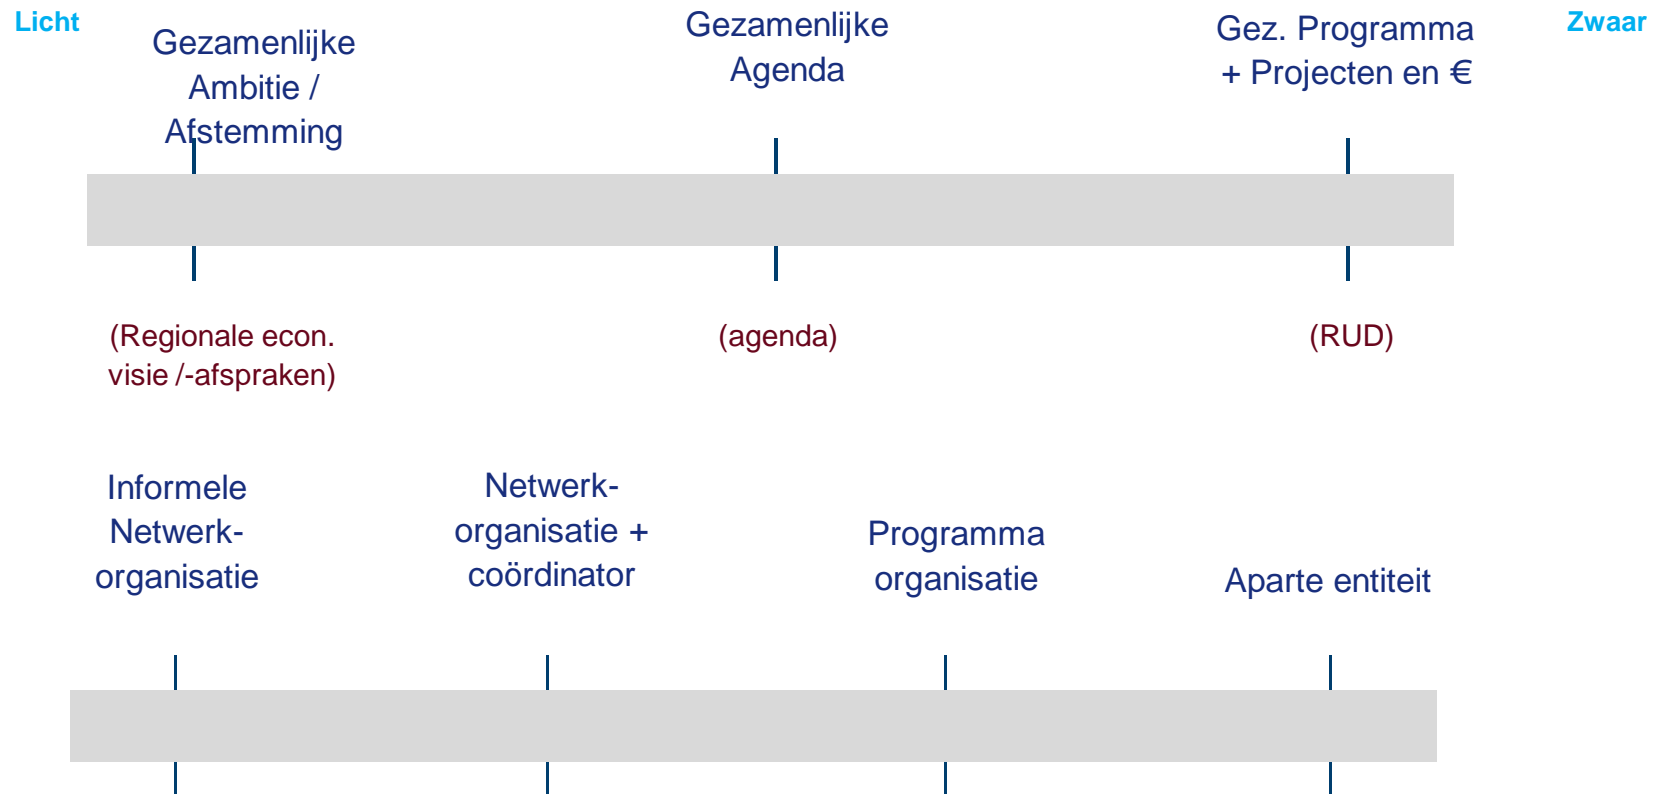 Licht
Gezamenlijke
Ambitie /
Afstemming
Gezamenlijke
Agenda
Gez. Programma
+ Projecten en €
Zwaar
(Regionale econ.
visie /-afspraken)
(agenda)
(RUD)
Informele
Netwerk-
organisatie
Netwerk-
organisatie +
coördinator
Programma
organisatie
Aparte entiteit